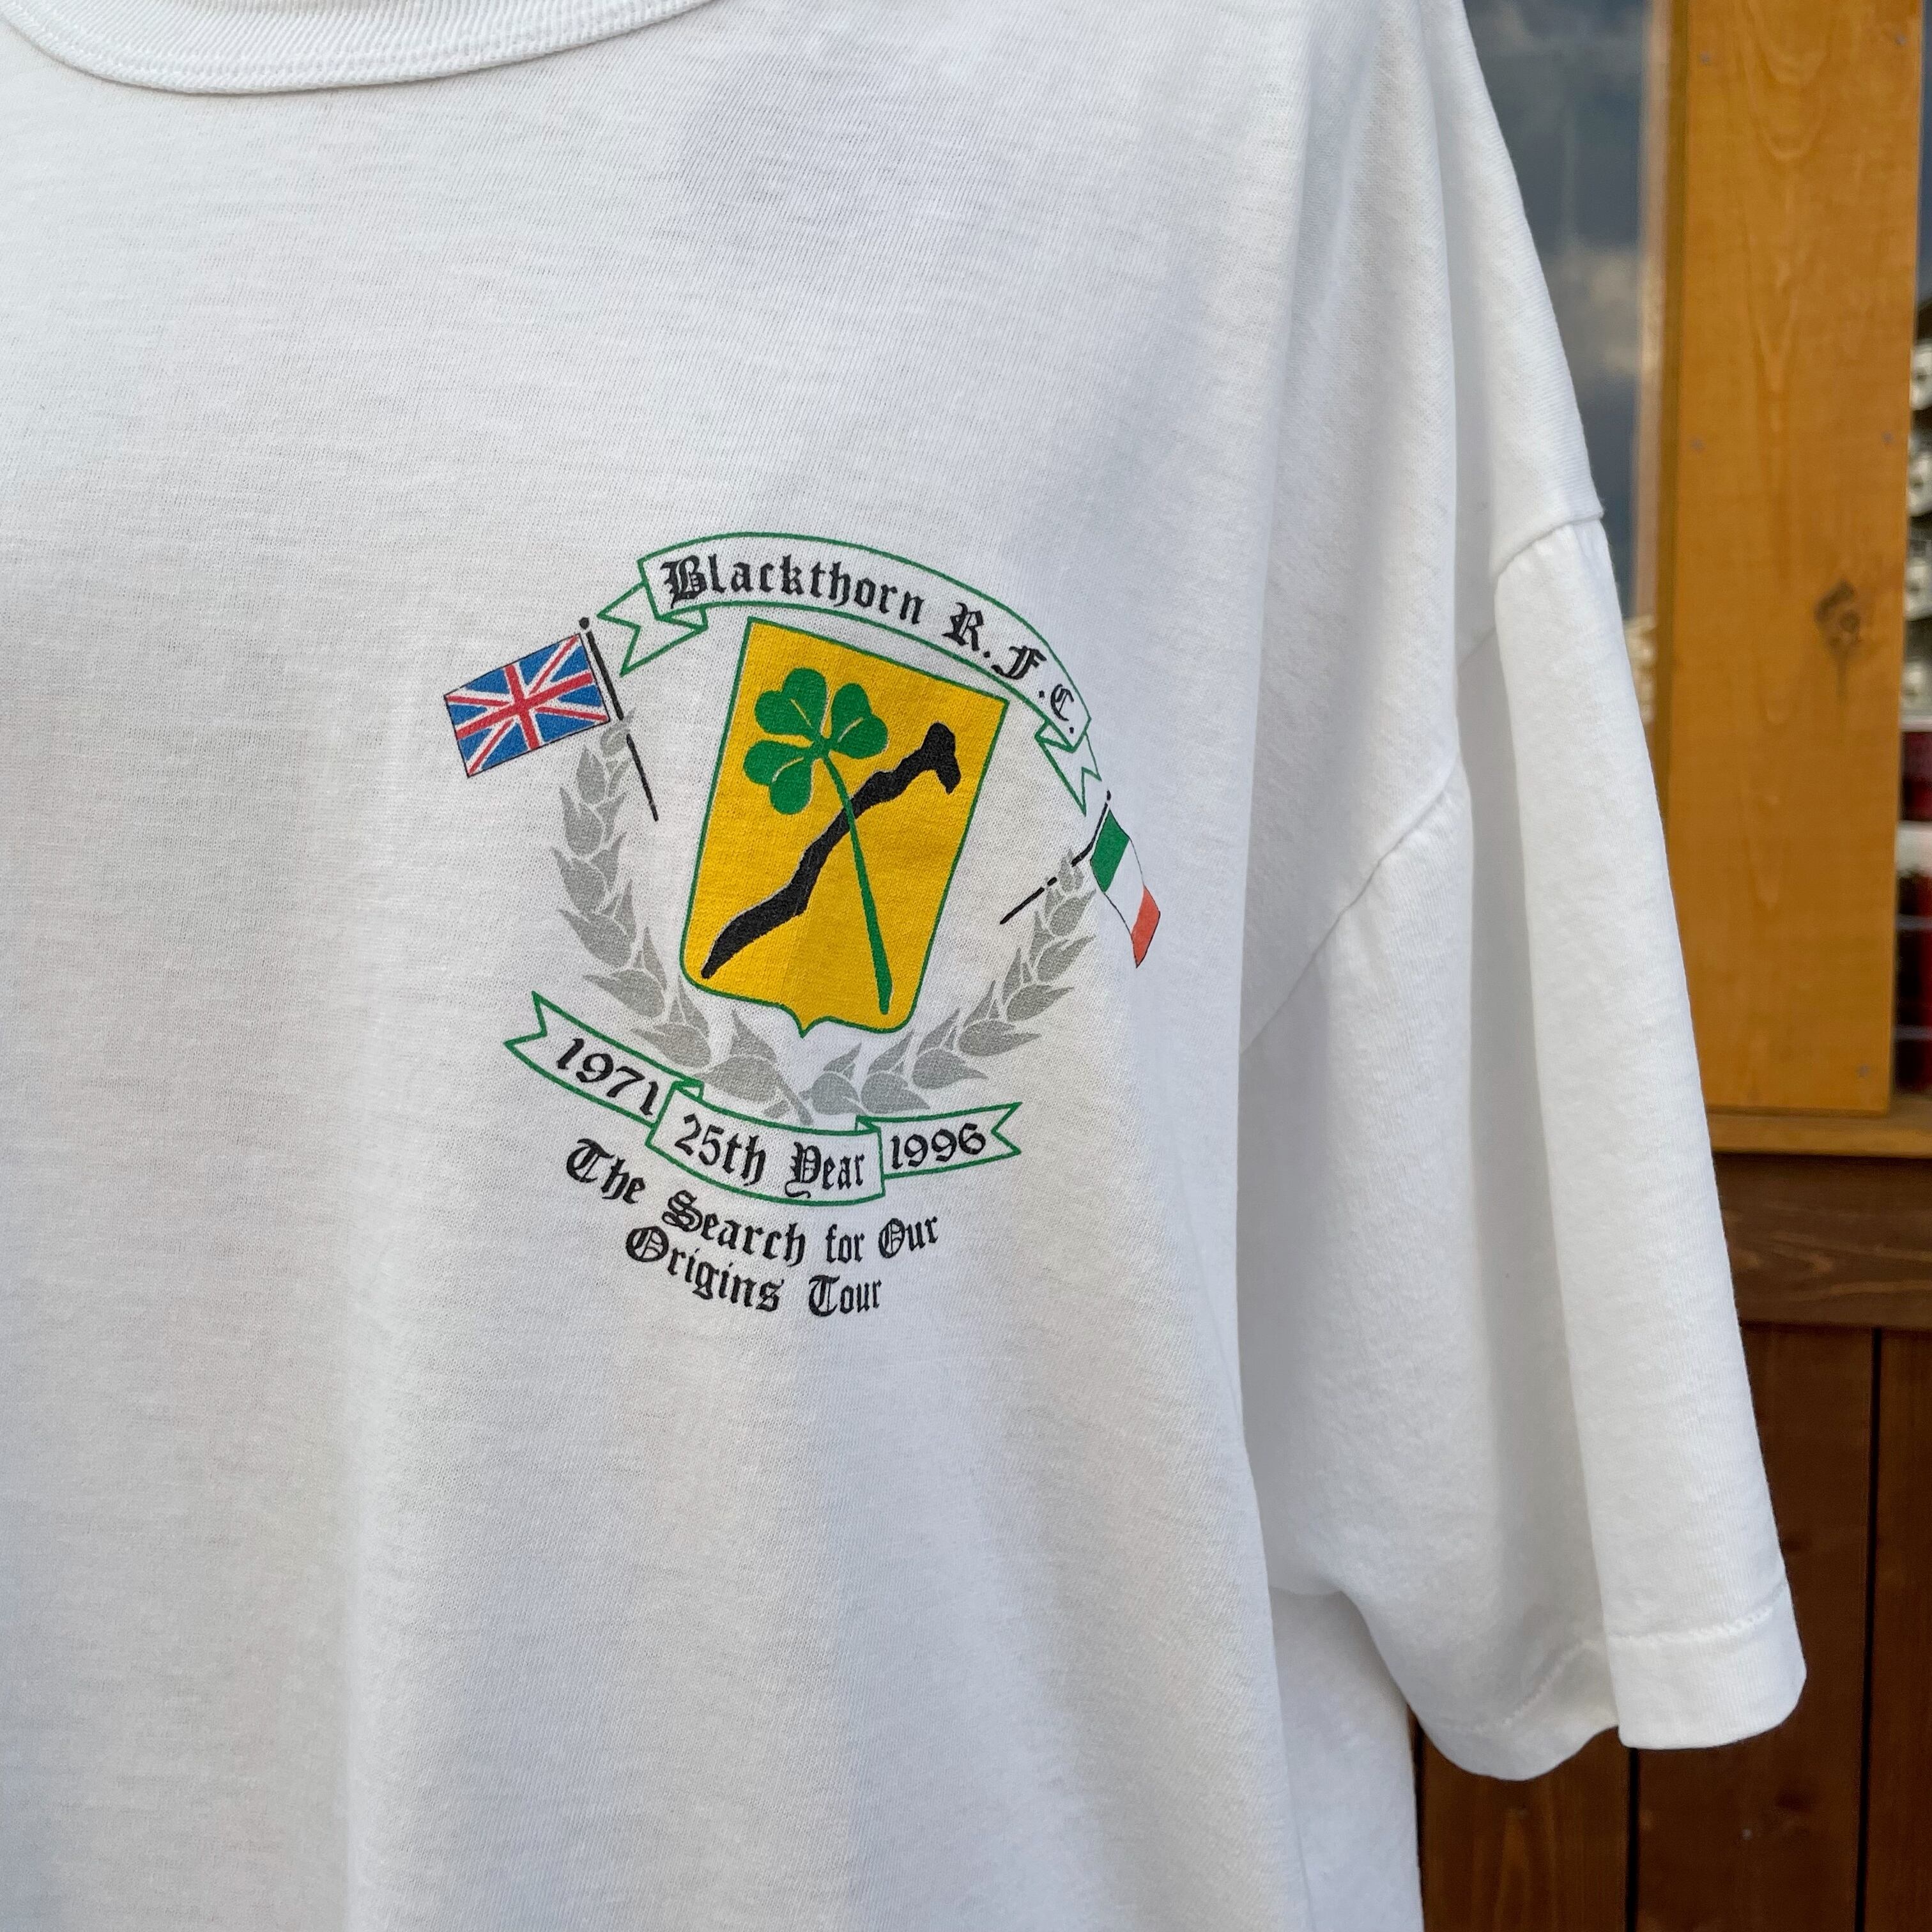 Blackthorn R.F.C.
1971 25th Year 1996
The Search for Our
Origins Tour